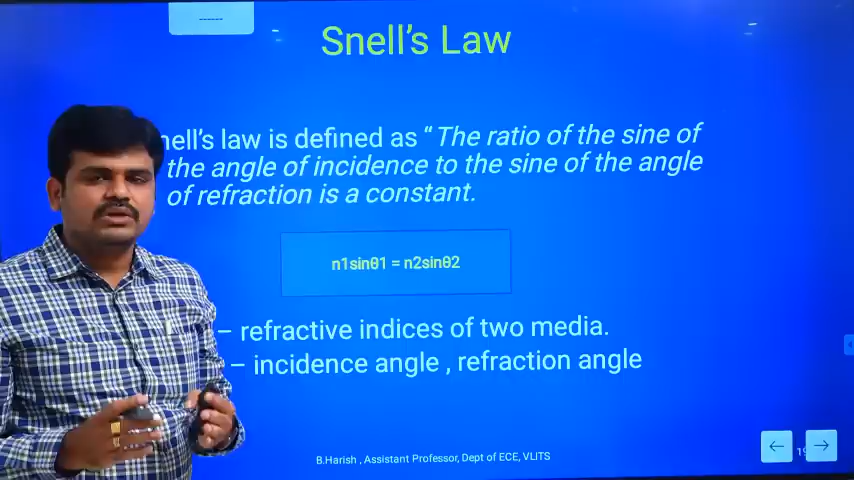 Snell’s Law
nell’s law is defined as “ The ratio of the sine of
the angle of incidence to the sine of the angle
of refraction is a constant.
n1sinθ1 = n2sinθ2
– refractive indices of two media.
– incidence angle , refraction angle
B.Harish , Assistant Professor, Dept of ECE, VLITS